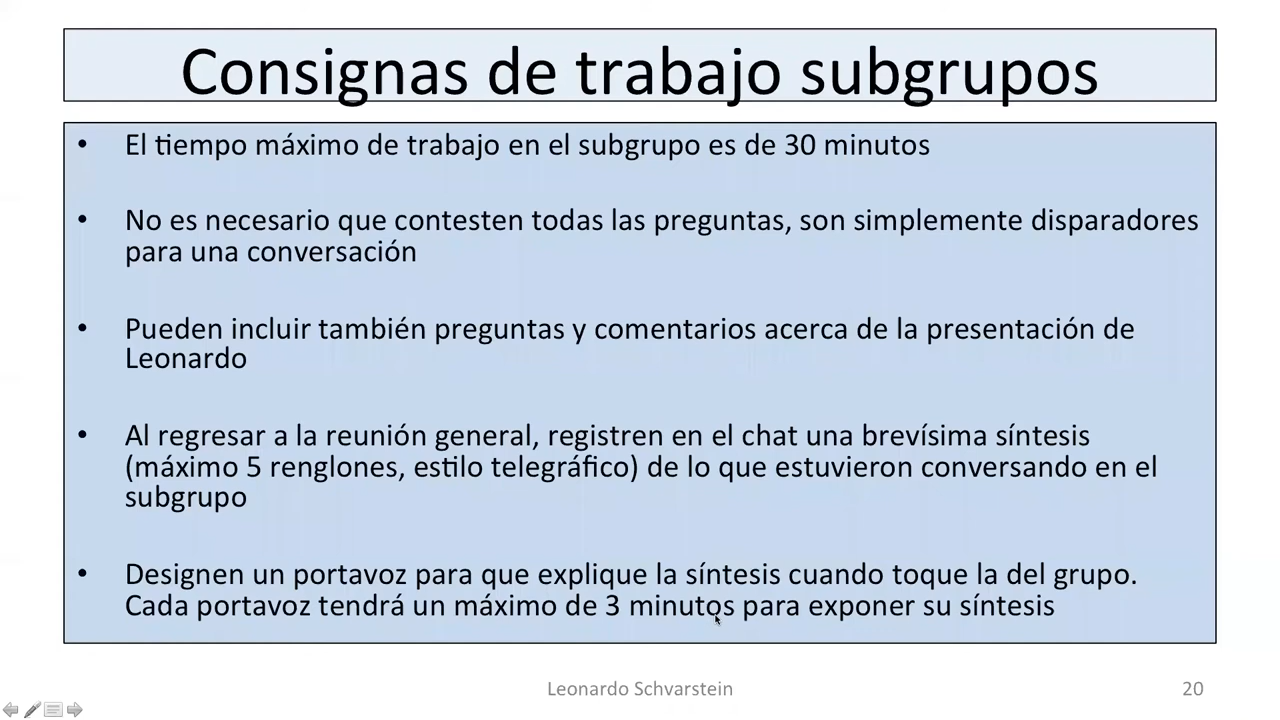 Consignas de trabajo subgrupos
• El tiempo máximo de trabajo en el subgrupo es de 30 minutos
• No es necesario que contesten todas las preguntas, son simplemente disparadores
para una conversación
• Pueden incluir también preguntas y comentarios acerca de la presentación de
Leonardo
• Al regresar a la reunión general, registren en el chat una brevísima síntesis
(máximo 5 renglones, estilo telegráfico) de lo que estuvieron conversando en el
subgrupo
• Designen un portavoz para que explique la síntesis cuando toque la del grupo.
Cada portavoz tendrá un máximo de 3 minutos para exponer su síntesis
Leonardo Schvarstein
20